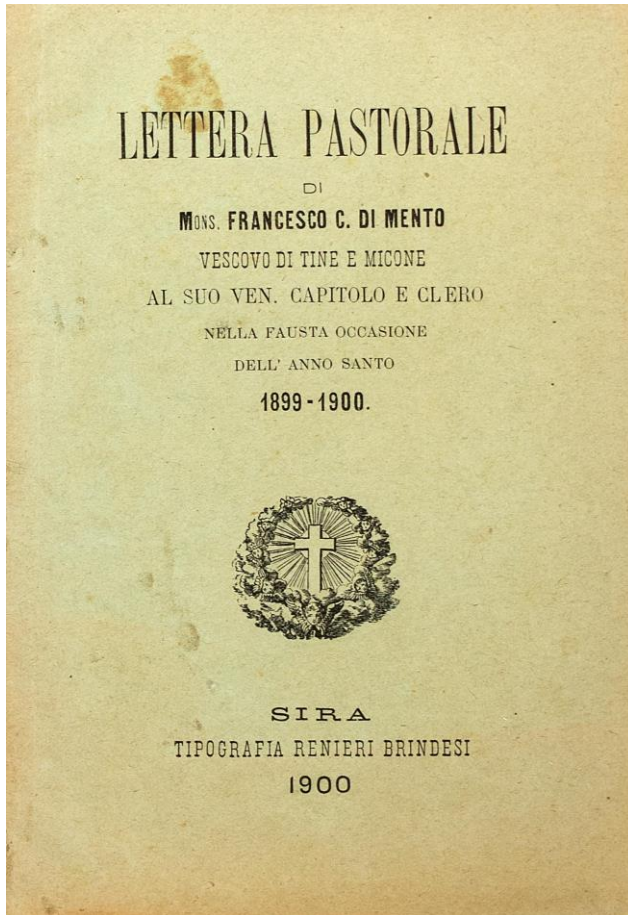 LETTERA PASTORALE
DI
MONS. FRANCESCO C. DI MENTO
VESCOVO DI TINE E MICONE
AL SUO VEN. CAPITOLO E CLERO
NELLA FAUSTA OCCASIONE
DELL' ANNO SANTO
1899-1900.
SIRA
TIPOGRAFIA RENIERI BRINDESI
1900